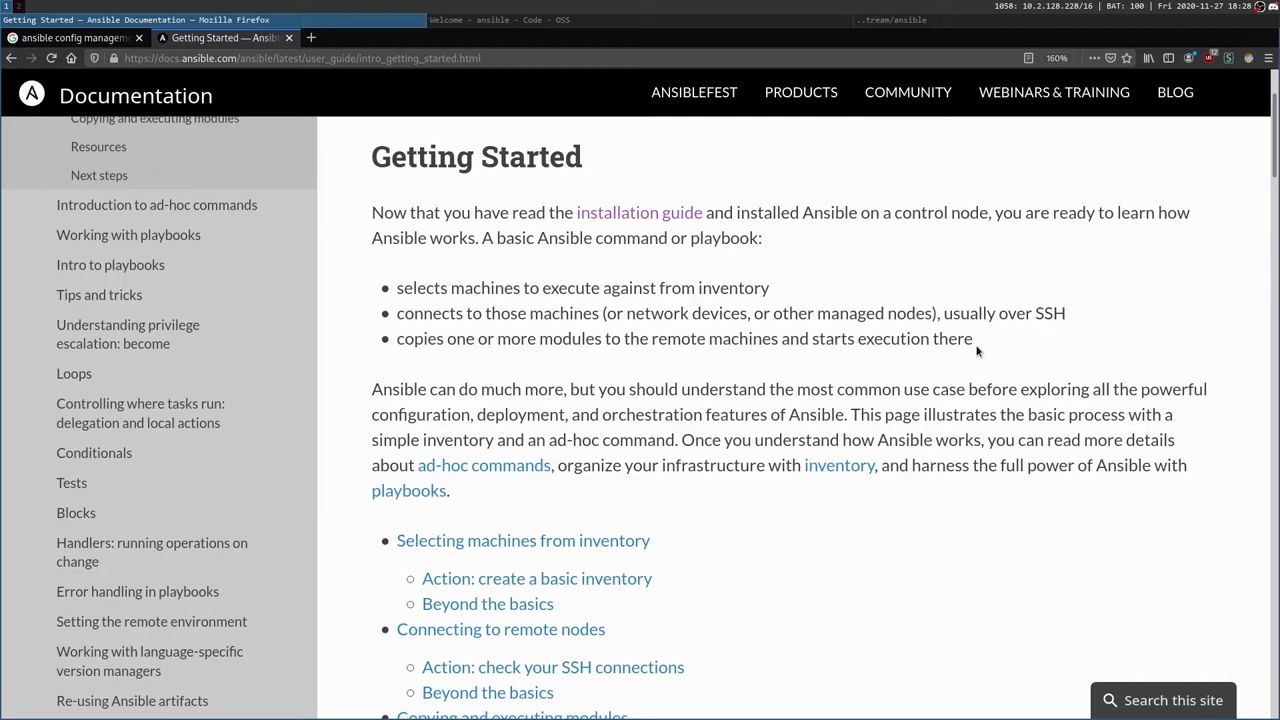 1 2
1058: 10.2.128.228/16 | BAT: 100 | Fri 2020-11-27 18:28
Getting Started — Ansible Documentation — Mozilla Firefox
Welcome - ansible - Code - OSS
..tream/ansible
ansible config managem
Getting Started — Ansib
https://docs.ansible.com/ansible/latest/user_guide/intro_getting_started.html
160%
12
Documentation
ANSIBLEFEST
PRODUCTS
COMMUNITY
WEBINARS & TRAINING
BLOG
Copying and executing modules
Resources
Next steps
Introduction to ad-hoc commands
Working with playbooks
Intro to playbooks
Tips and tricks
Understanding privilege
escalation: become
Loops
Controlling where tasks run:
delegation and local actions
Conditionals
Tests
Blocks
Handlers: running operations on
change
Error handling in playbooks
Setting the remote environment
Working with language-specific
version managers
Re-using Ansible artifacts
Getting Started
Now that you have read the installation guide and installed Ansible on a control node, you are ready to learn how
Ansible works. A basic Ansible command or playbook:
• selects machines to execute against from inventory
• connects to those machines (or network devices, or other managed nodes), usually over SSH
• copies one or more modules to the remote machines and starts execution there
Ansible can do much more, but you should understand the most common use case before exploring all the powerful
configuration, deployment, and orchestration features of Ansible. This page illustrates the basic process with a
simple inventory and an ad-hoc command. Once you understand how Ansible works, you can read more details
about ad-hoc commands, organize your infrastructure with inventory, and harness the full power of Ansible with
playbooks.
• Selecting machines from inventory
○ Action: create a basic inventory
○ Beyond the basics
• Connecting to remote nodes
○ Action: check your SSH connections
○ Beyond the basics
• Copying and executing modules
Search this site